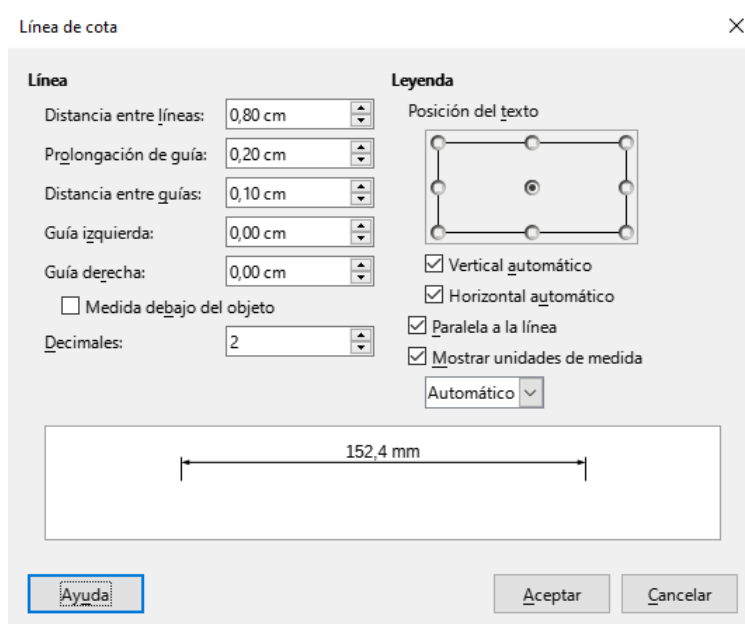 Línea de cota
Línea
Distancia entre líneas: 0,80 cm
Prolongación de guía: 0,20 cm
Distancia entre guías: 0,10 cm
Guía izquierda: 0,00 cm
Guía derecha: 0,00 cm
Medida debajo del objeto
Decimales: 2
Leyenda
Posición del texto
Vertical automático
Horizontal automático
Paralela a la línea
Mostrar unidades de medida
Automático
152,4 mm
Ayuda
Aceptar
Cancelar